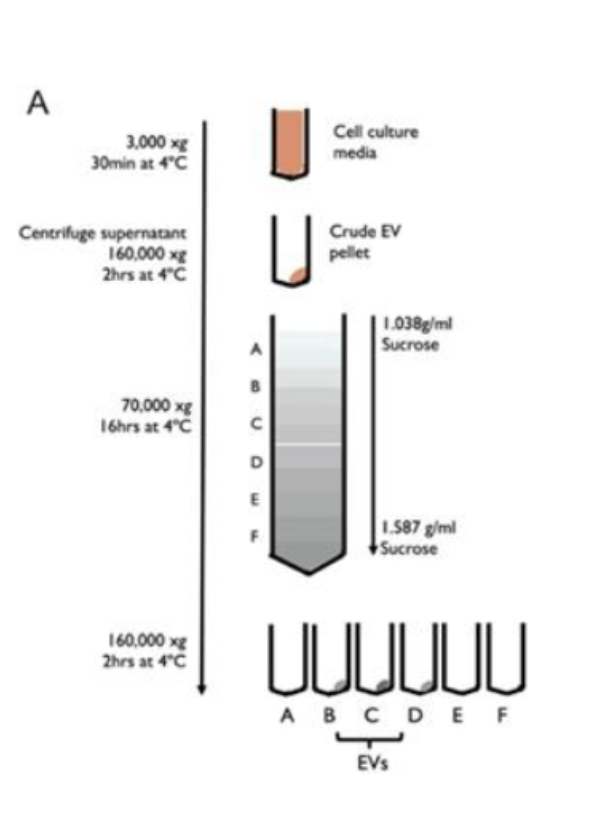 A
3,000 xg
30min at 4°C
Cell culture
media
Centrifuge supernatant
160,000 xg
2hrs at 4°C
Crude EV
pellet
1.038g/ml
Sucrose
A
B
C
D
E
F
70,000 xg
16hrs at 4°C
1.587 g/ml
Sucrose
160,000 xg
2hrs at 4°C
A B C D E F
EVs